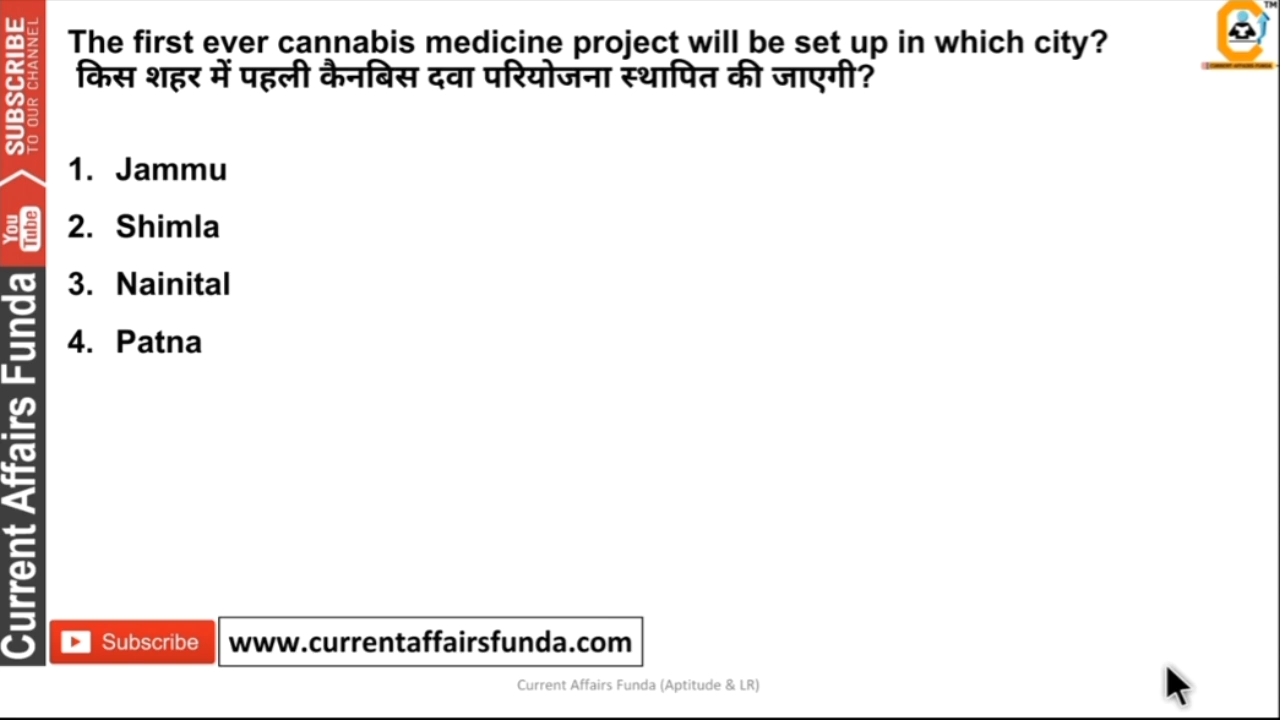 The first ever cannabis medicine project will be set up in which city?
किस शहर में पहली कैनबिस दवा परियोजना स्थापित की जाएगी?
1. Jammu
2. Shimla
3. Nainital
4. Patna
SUBSCRIBE
TO OUR CHANNEL
You Tube
Current Affairs Funda
TM
Subscribe
www.currentaffairsfunda.com
Current Affairs Funda (Aptitude & LR)